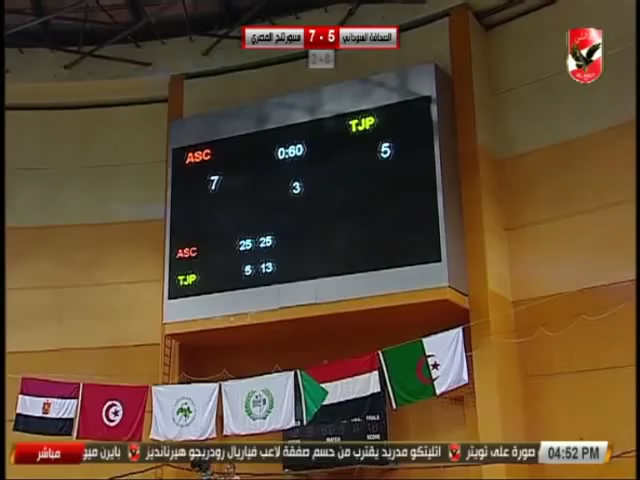 الصحافة السوداني 5 - 7 سبورتنج المصري
2 - 0
TJP
ASC 0:60 5
7 3
ASC 25 25
TJP 5 13
04:52 PM
صورة على تويتر اتليتكو مدريد يقترب من حسم صفقة لاعب فياريال رودريجو هيرنانديز بايرن ميو
مباشر